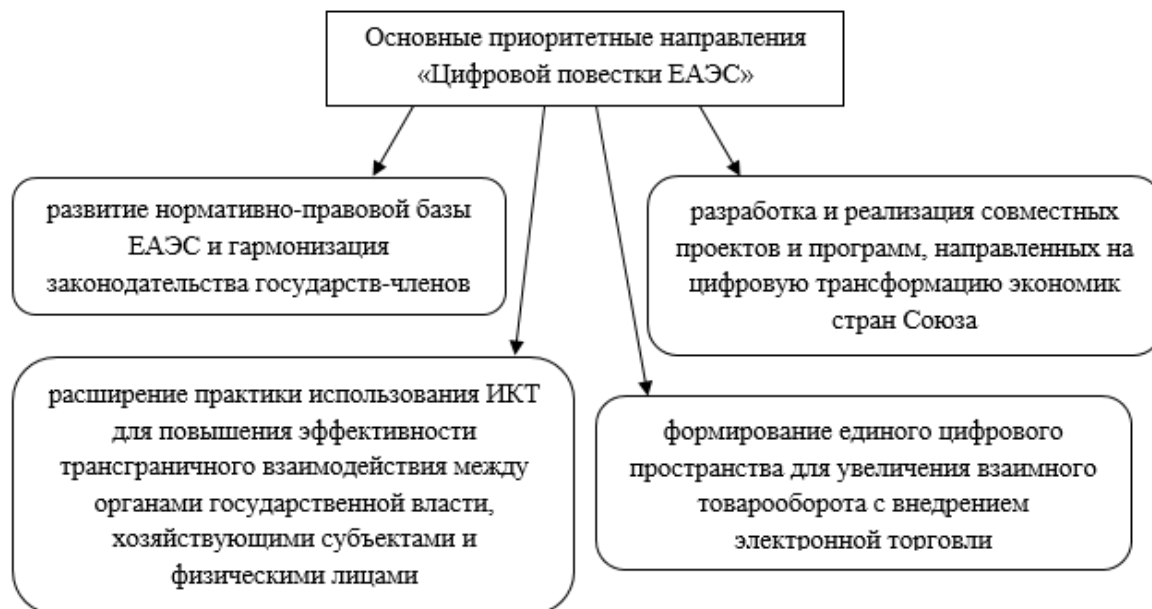 Основные приоритетные направления
«Цифровой повестки ЕАЭС»
развитие нормативно-правовой базы
ЕАЭС и гармонизация
законодательства государств-членов
разработка и реализация совместных
проектов и программ, направленных на
цифровую трансформацию экономик
стран Союза
расширение практики использования ИКТ
для повышения эффективности
трансграничного взаимодействия между
органами государственной власти,
хозяйствующими субъектами и
физическими лицами
формирование единого цифрового
пространства для увеличения взаимного
товарооборота с внедрением
электронной торговли